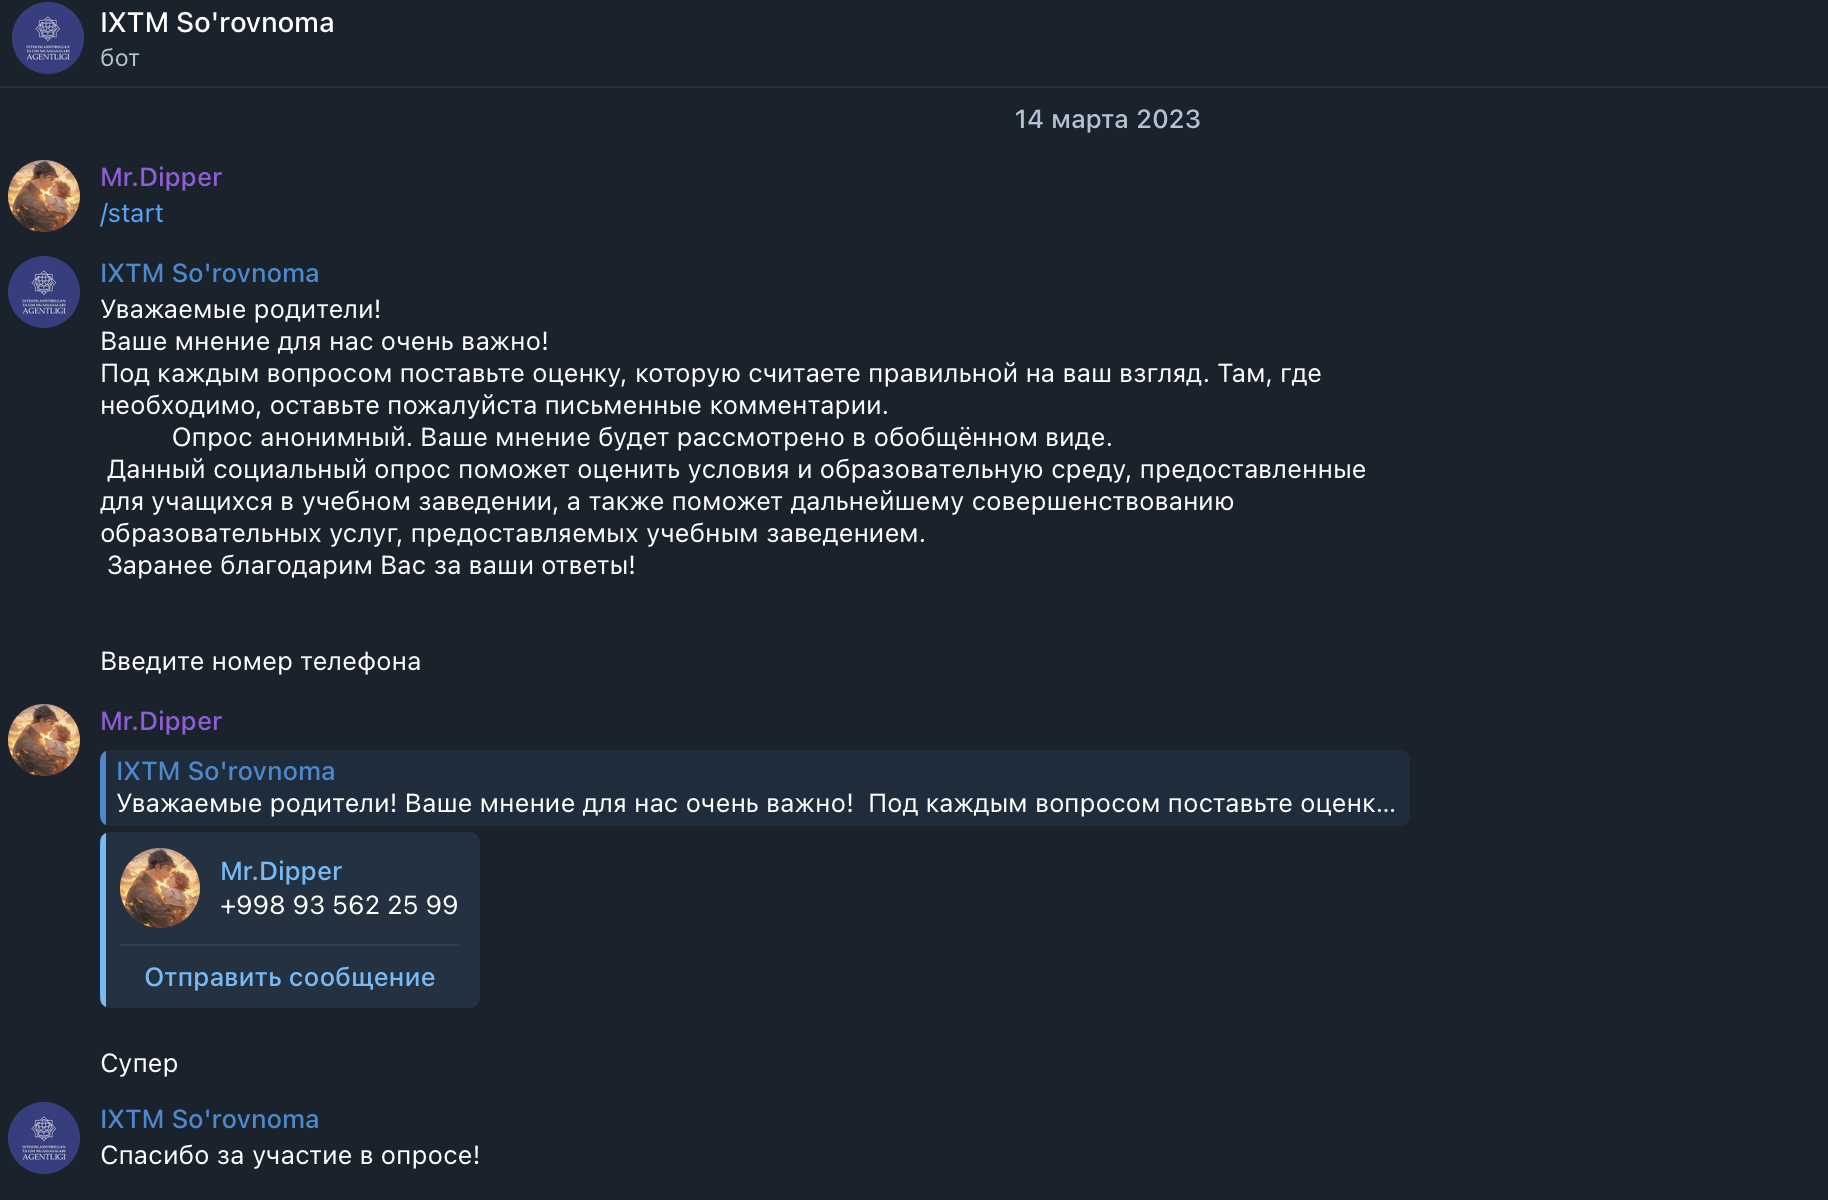 IXTM So'rovnoma
бот
14 марта 2023
Mr.Dipper
/start
IXTM So'rovnoma
Уважаемые родители!
Ваше мнение для нас очень важно!
Под каждым вопросом поставьте оценку, которую считаете правильной на ваш взгляд. Там, где
необходимо, оставьте пожалуйста письменные комментарии.
Опрос анонимный. Ваше мнение будет рассмотрено в обобщённом виде.
Данный социальный опрос поможет оценить условия и образовательную среду, предоставленные
для учащихся в учебном заведении, а также поможет дальнейшему совершенствованию
образовательных услуг, предоставляемых учебным заведением.
Заранее благодарим Вас за ваши ответы!
Введите номер телефона
Mr.Dipper
IXTM So'rovnoma
Уважаемые родители! Ваше мнение для нас очень важно!  Под каждым вопросом поставьте оценк...
Mr.Dipper
+998 93 562 25 99
Отправить сообщение
Супер
IXTM So'rovnoma
Спасибо за участие в опросе!
AGENTLIGI
AGENTLIGI
AGENTLIGI